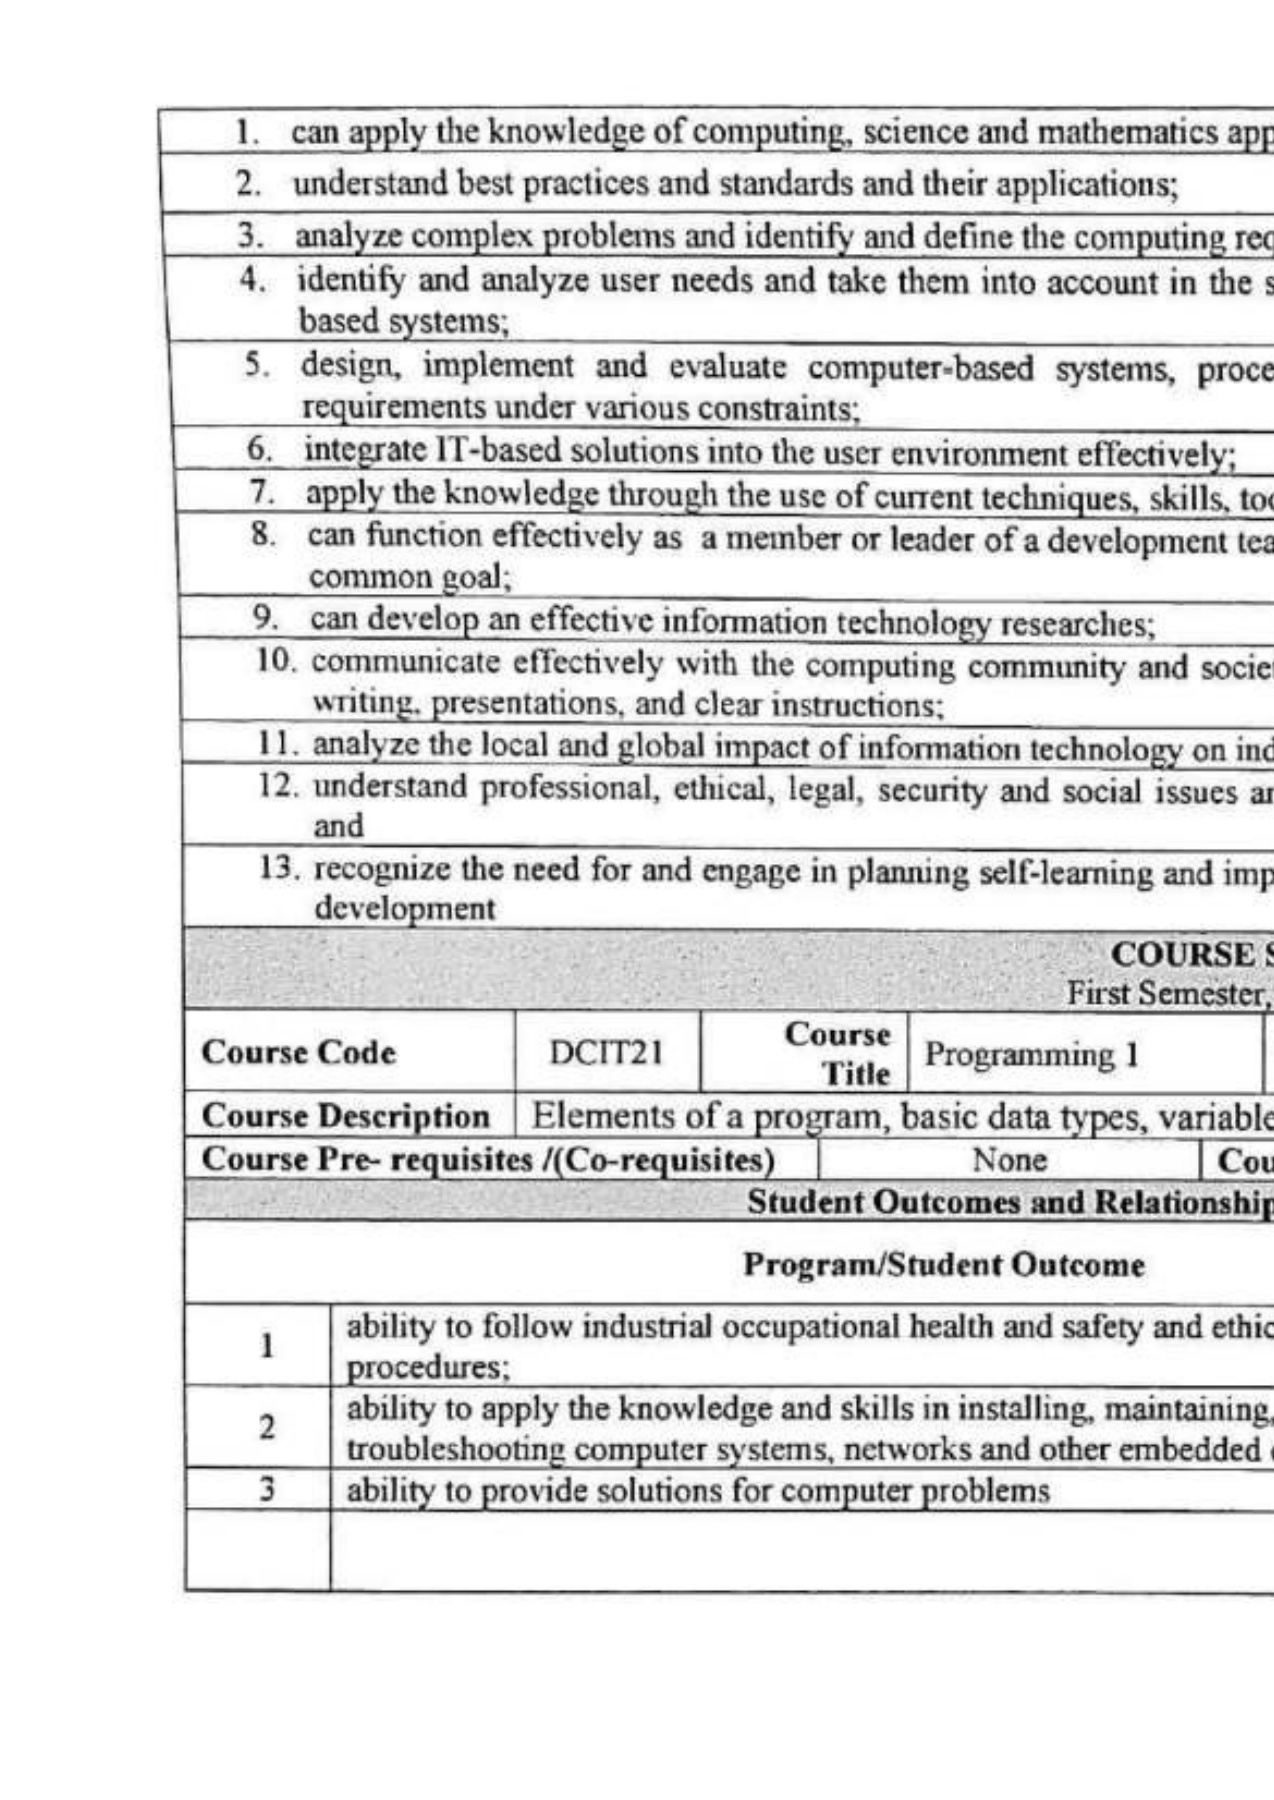 1. can apply the knowledge of computing, science and mathematics app
2. understand best practices and standards and their applications;
3. analyze complex problems and identify and define the computing req
4. identify and analyze user needs and take them into account in the s
based systems;
5. design, implement and evaluate computer-based systems, proce
requirements under various constraints;
6. integrate IT-based solutions into the user environment effectively;
7. apply the knowledge through the use of current techniques, skills, too
8. can function effectively as a member or leader of a development tea
common goal;
9. can develop an effective information technology researches;
10. communicate effectively with the computing community and socie
writing. presentations, and clear instructions;
11. analyze the local and global impact of information technology on ind
12. understand professional, ethical, legal, security and social issues an
and
13. recognize the need for and engage in planning self-learning and imp
development
COURSE S
First Semester,
Course Code DCIT21 Course Title Programming 1
Course Description Elements of a program, basic data types, variable
Course Pre- requisites /(Co-requisites) None Cou
Student Outcomes and Relationship
Program/Student Outcome
1 ability to follow industrial occupational health and safety and ethic
procedures;
2 ability to apply the knowledge and skills in installing, maintaining,
troubleshooting computer systems, networks and other embedded
3 ability to provide solutions for computer problems